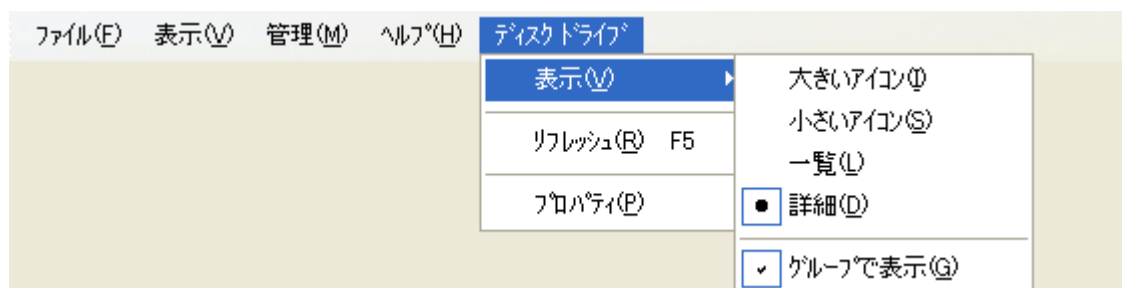 ファイル(F) 表示(V) 管理(M) ヘルプ(H) ディスク ドライブ
表示(V)
リフレッシュ(R) F5
プロパティ(P)
大きいアイコン(I)
小さいアイコン(S)
一覧(L)
詳細(D)
グループで表示(G)